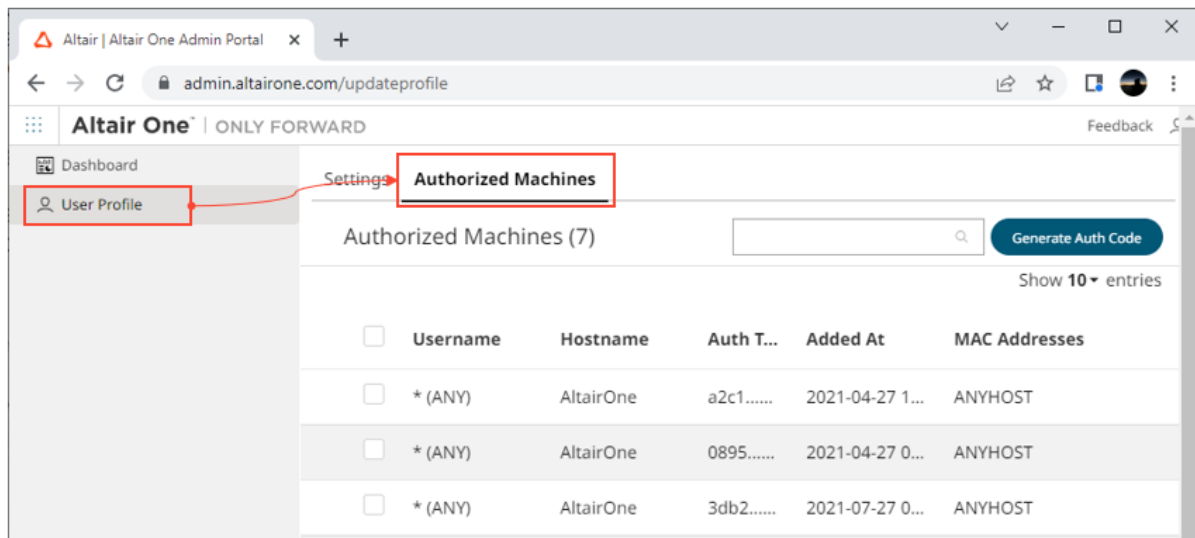 Altair | Altair One Admin Portal
admin.altairone.com/updateprofile
Altair One™ | ONLY FORWARD
Feedback
Dashboard
User Profile
Settings
Authorized Machines
Authorized Machines (7)
Generate Auth Code
Show 10 entries
Username Hostname Auth T... Added At MAC Addresses
* (ANY) AltairOne a2c1...... 2021-04-27 1... ANYHOST
* (ANY) AltairOne 0895...... 2021-04-27 0... ANYHOST
* (ANY) AltairOne 3db2...... 2021-07-27 0... ANYHOST